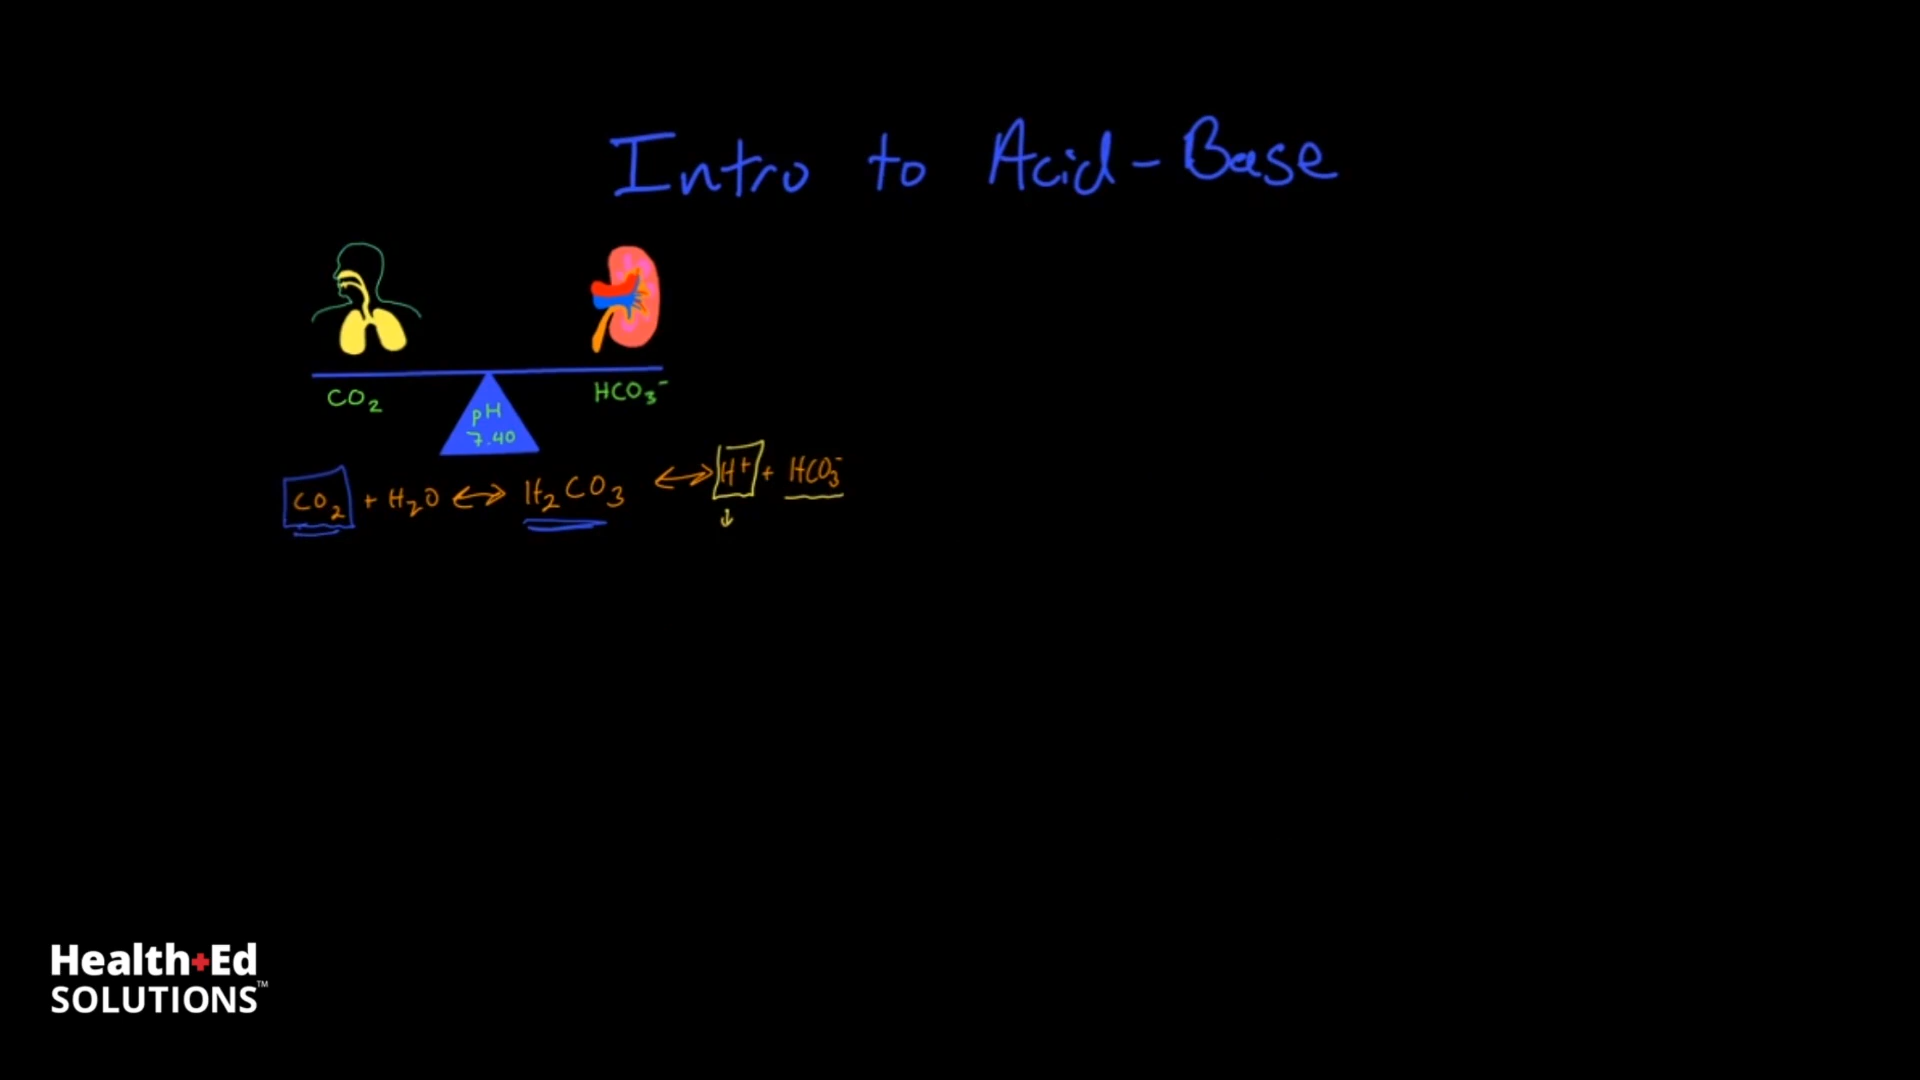 Intro to Acid-Base
CO₂
HCO₃⁻
pH
7.40
CO₂ + H₂O ↔ H₂CO₃ ↔ H⁺ + HCO₃⁻
↓
Health+Ed
SOLUTIONS™